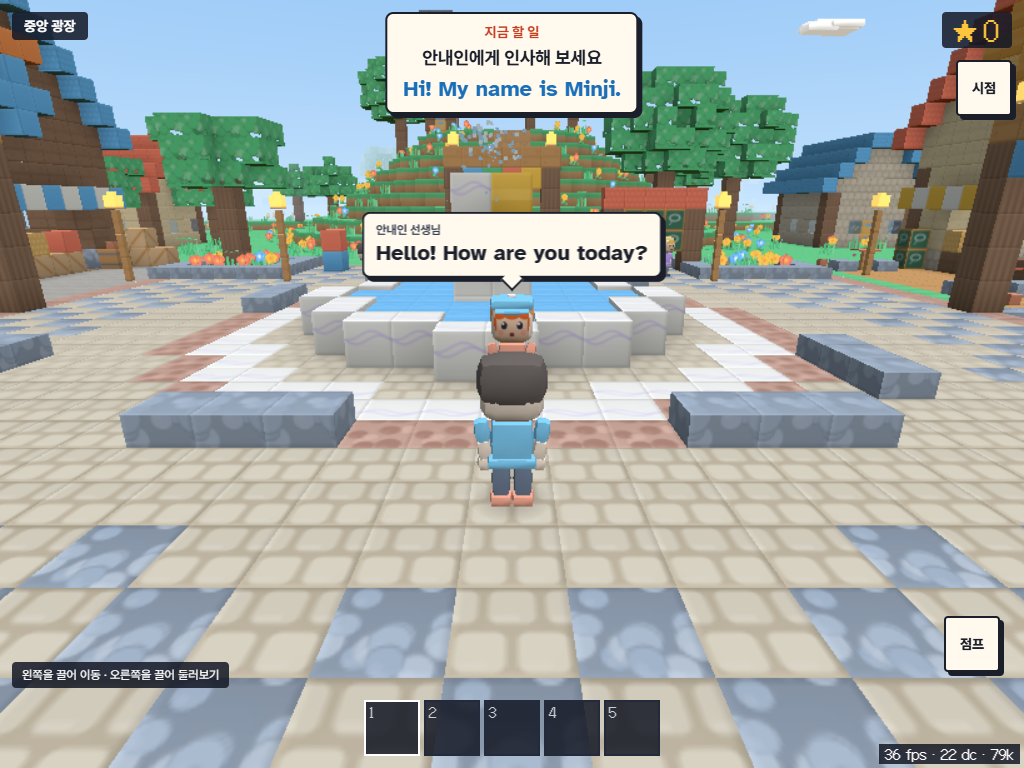 중앙 광장
지금 할 일
안내인에게 인사해 보세요
Hi! My name is Minji.
0
시점
안내인 선생님
Hello! How are you today?
점프
왼쪽을 끌어 이동 · 오른쪽을 끌어 둘러보기
1 2 3 4 5
36 fps · 22 dc · 79k